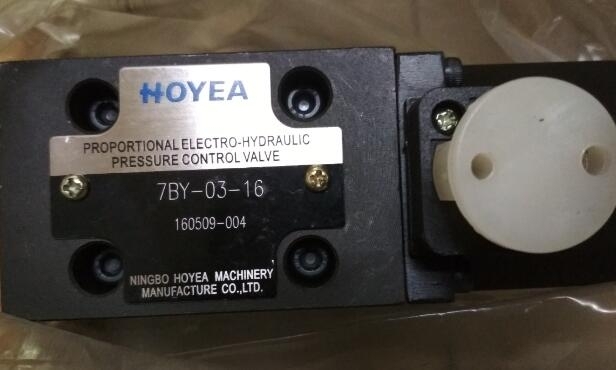 HOYEA
PROPORTIONAL ELECTRO-HYDRAULIC
PRESSURE CONTROL VALVE
7BY-03-16
160509-004
NINGBO HOYEA MACHINERY
MANUFACTURE CO.,LTD.